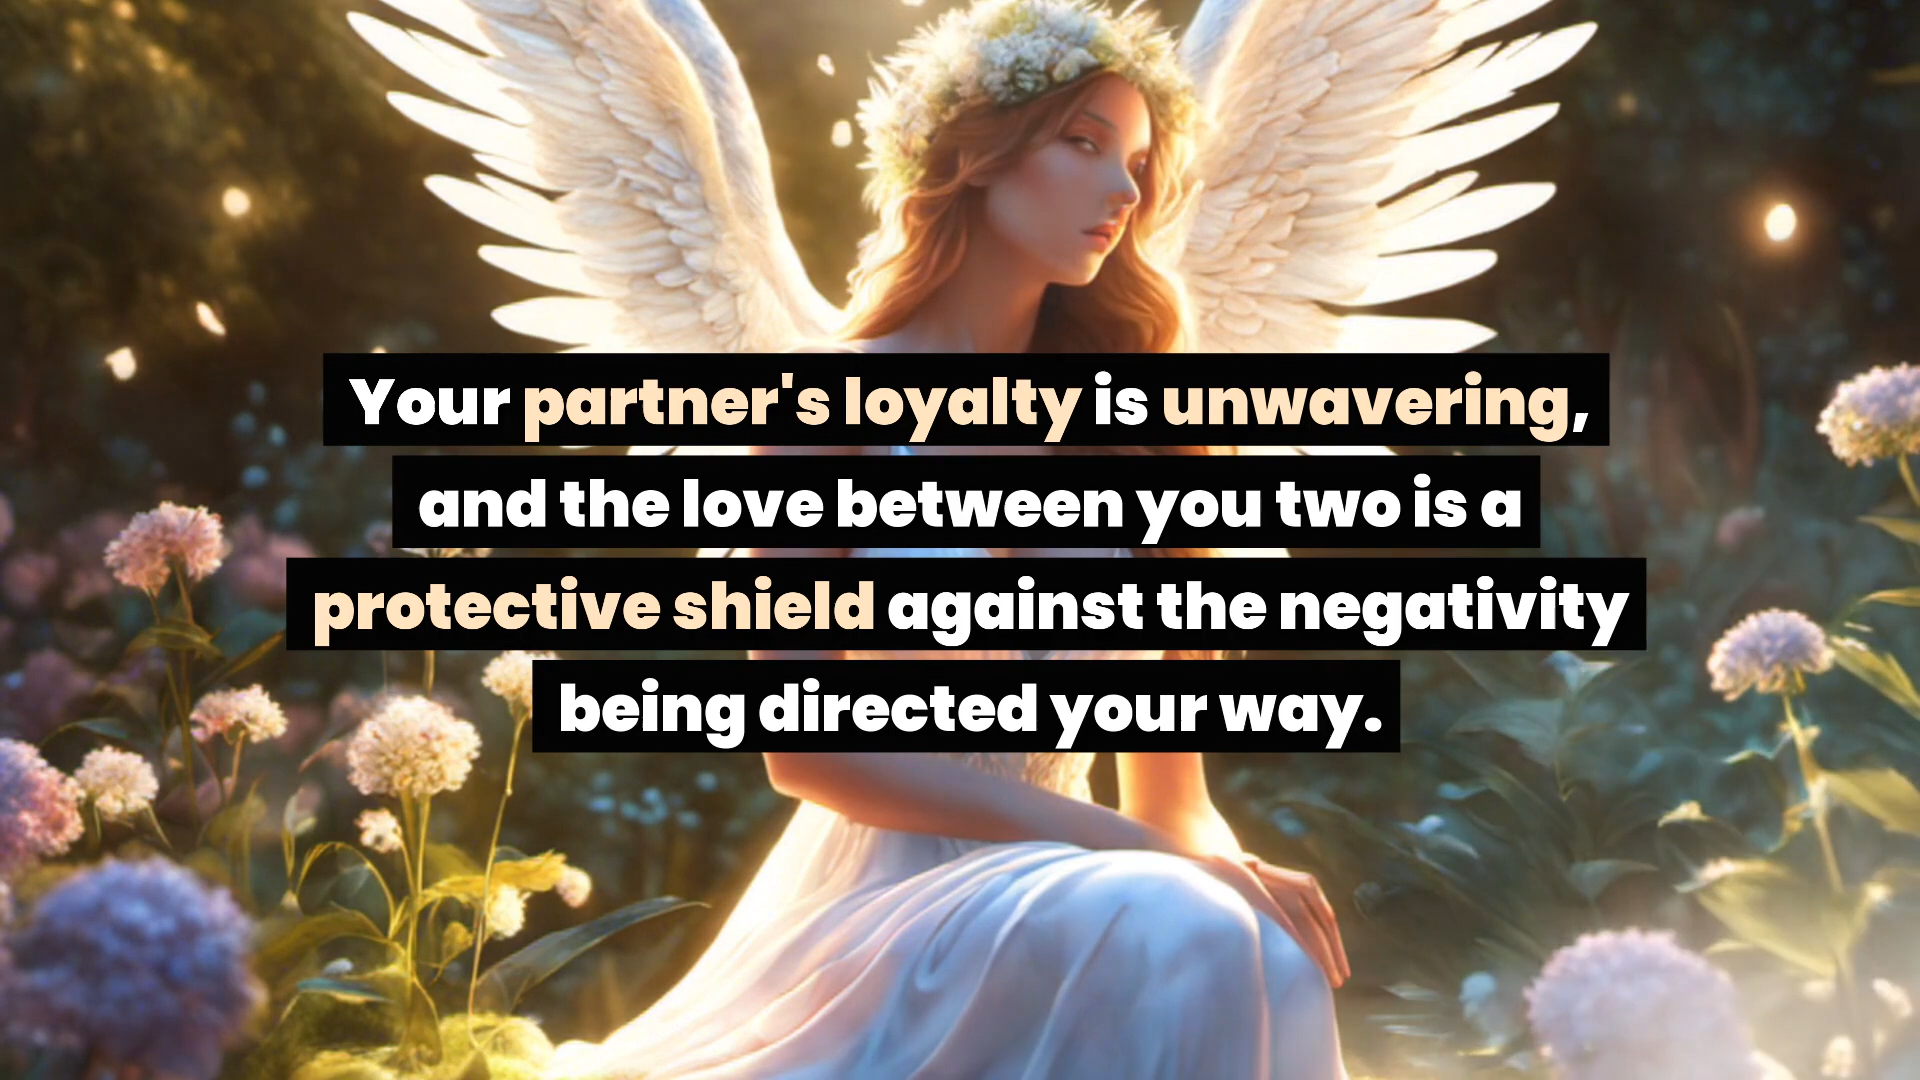 Your partner's loyalty is unwavering,
and the love between you two is a
protective shield against the negativity
being directed your way.